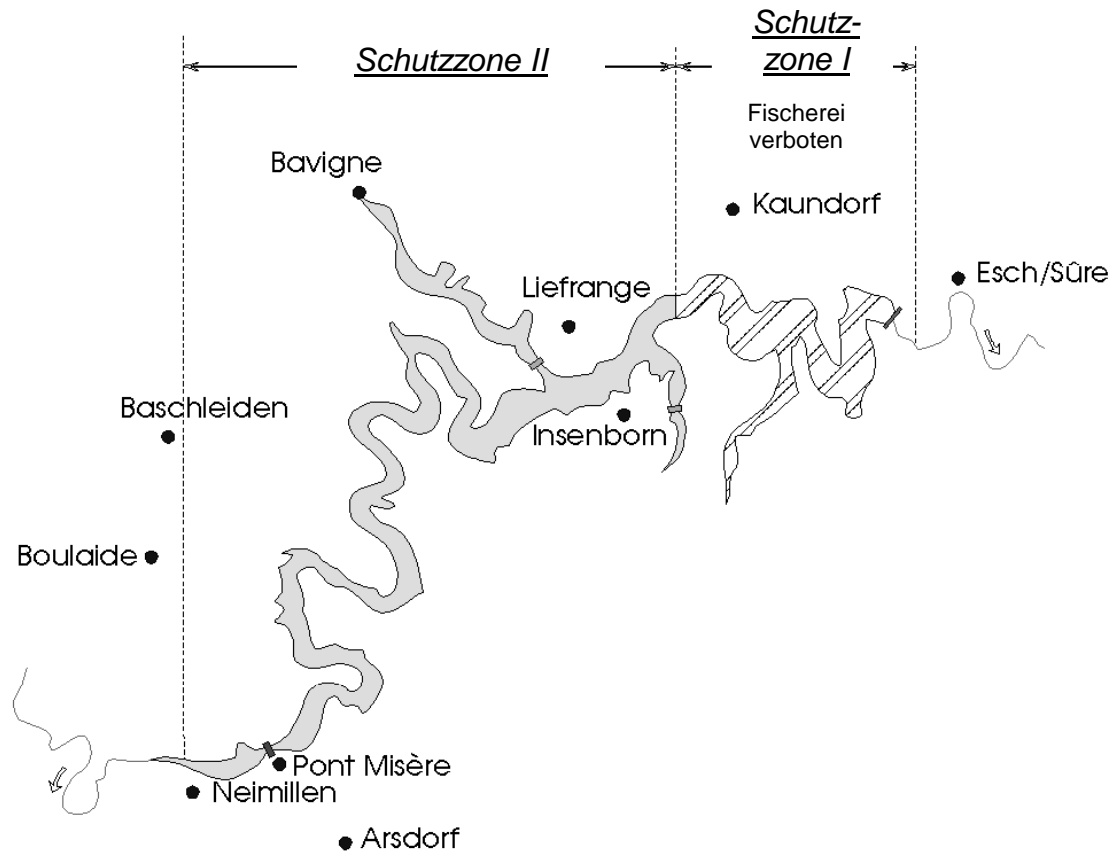 Schutzzone II
Schutz-
zone I
Fischerei
verboten
Bavigne
Kaundorf
Esch/Sûre
Liefrange
Baschleiden
Insenborn
Boulaide
Pont Misère
Neimillen
Arsdorf